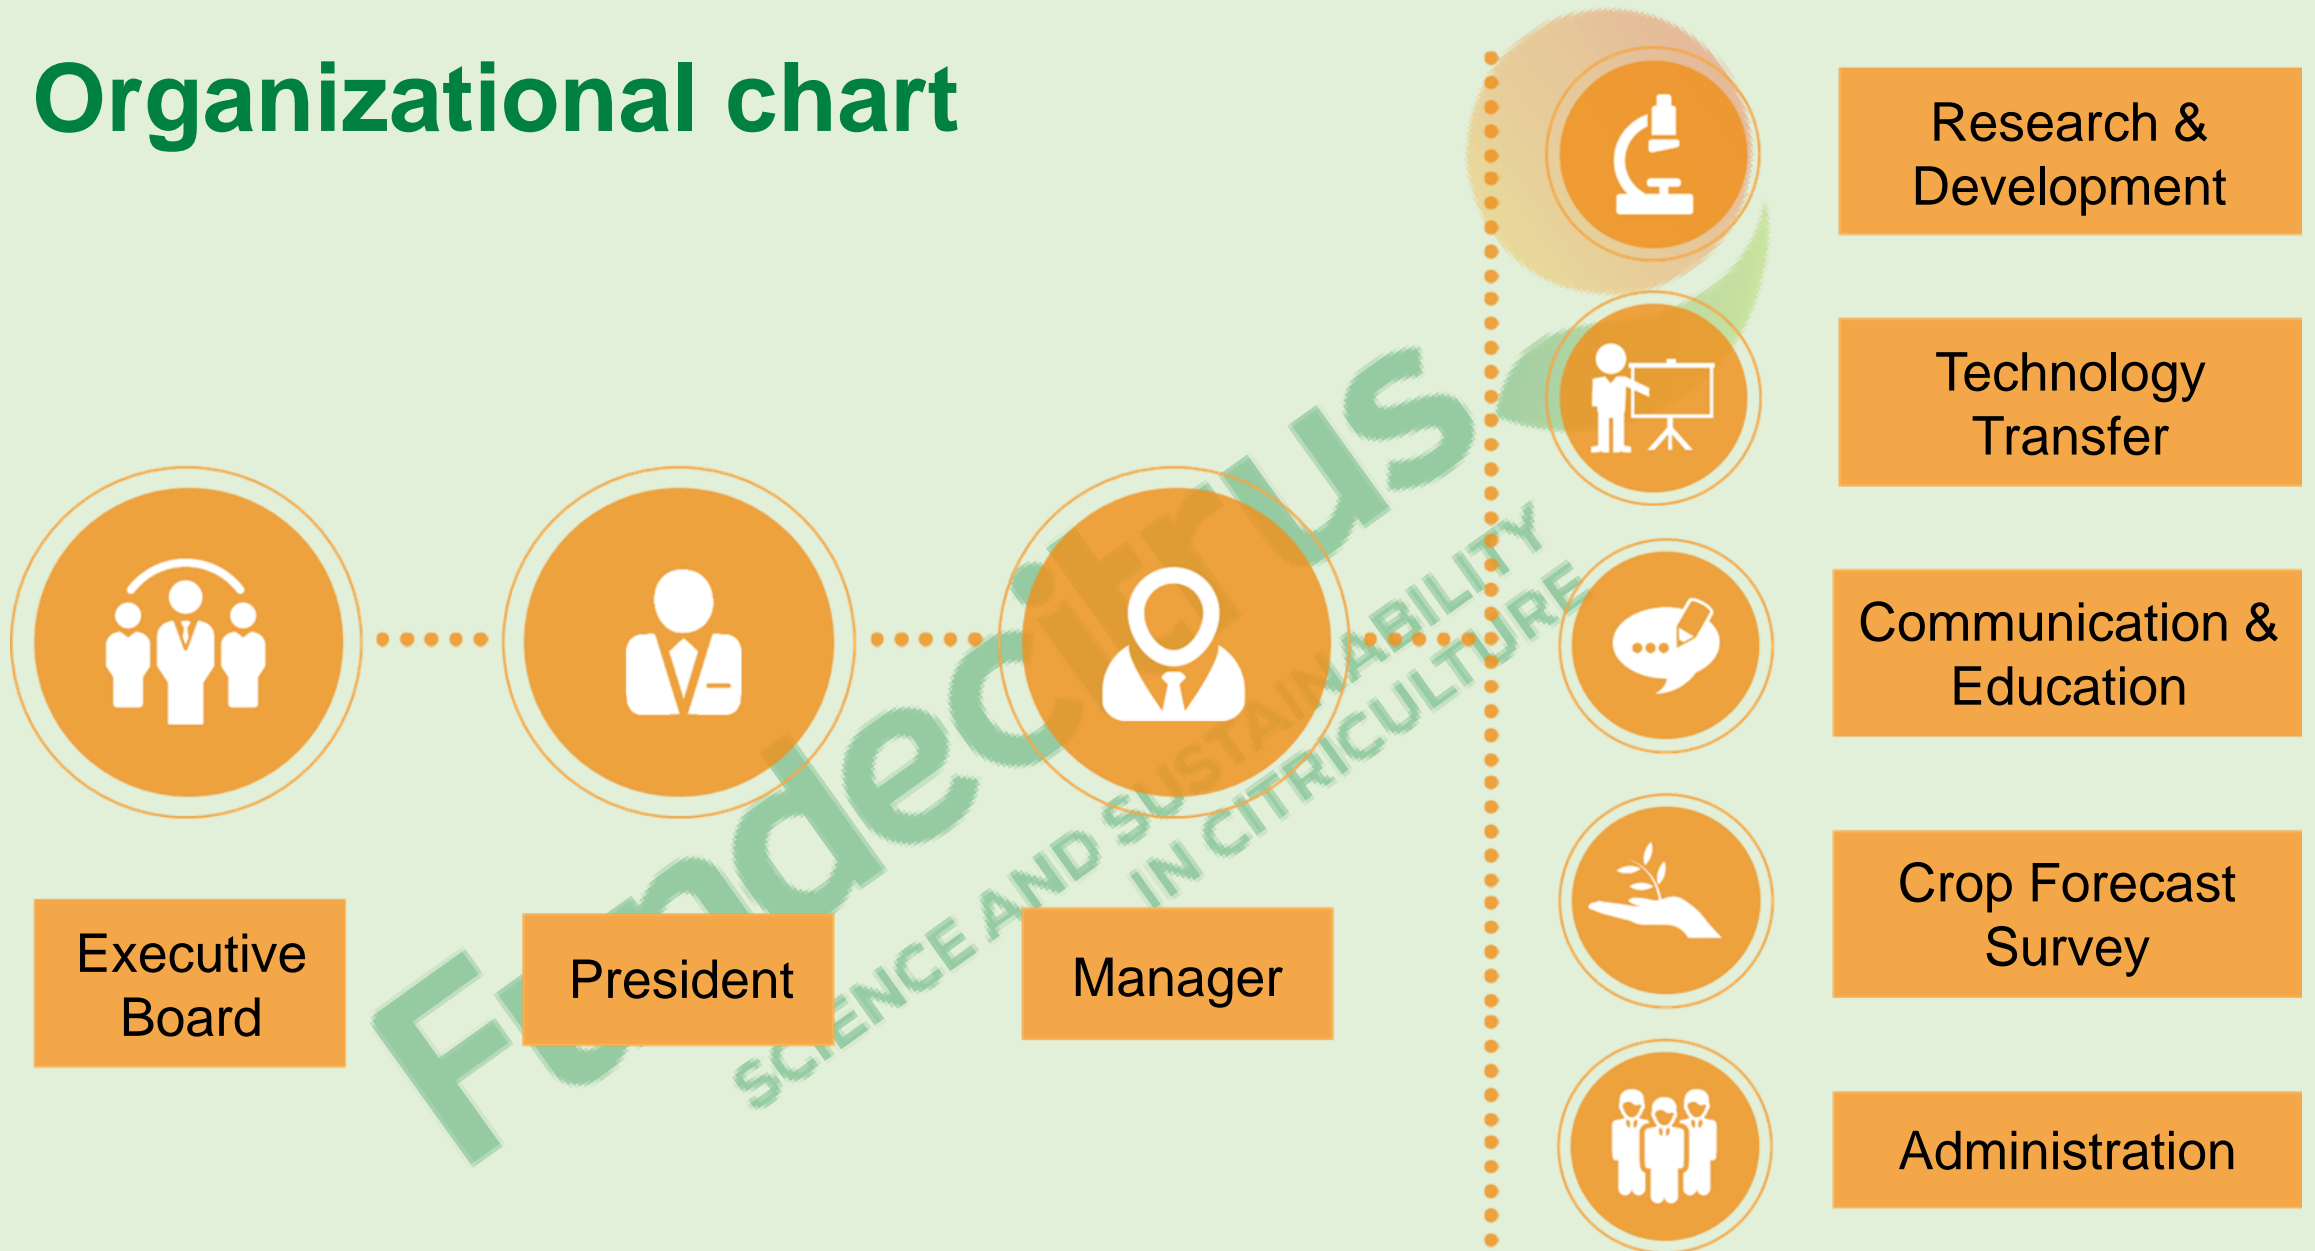 Organizational chart
Research &
Development
Technology
Transfer
Communication &
Education
Crop Forecast
Survey
Administration
Executive
Board
President
Manager
Fundecitrus
SCIENCE AND SUSTAINABILITY
IN CITRICULTURE